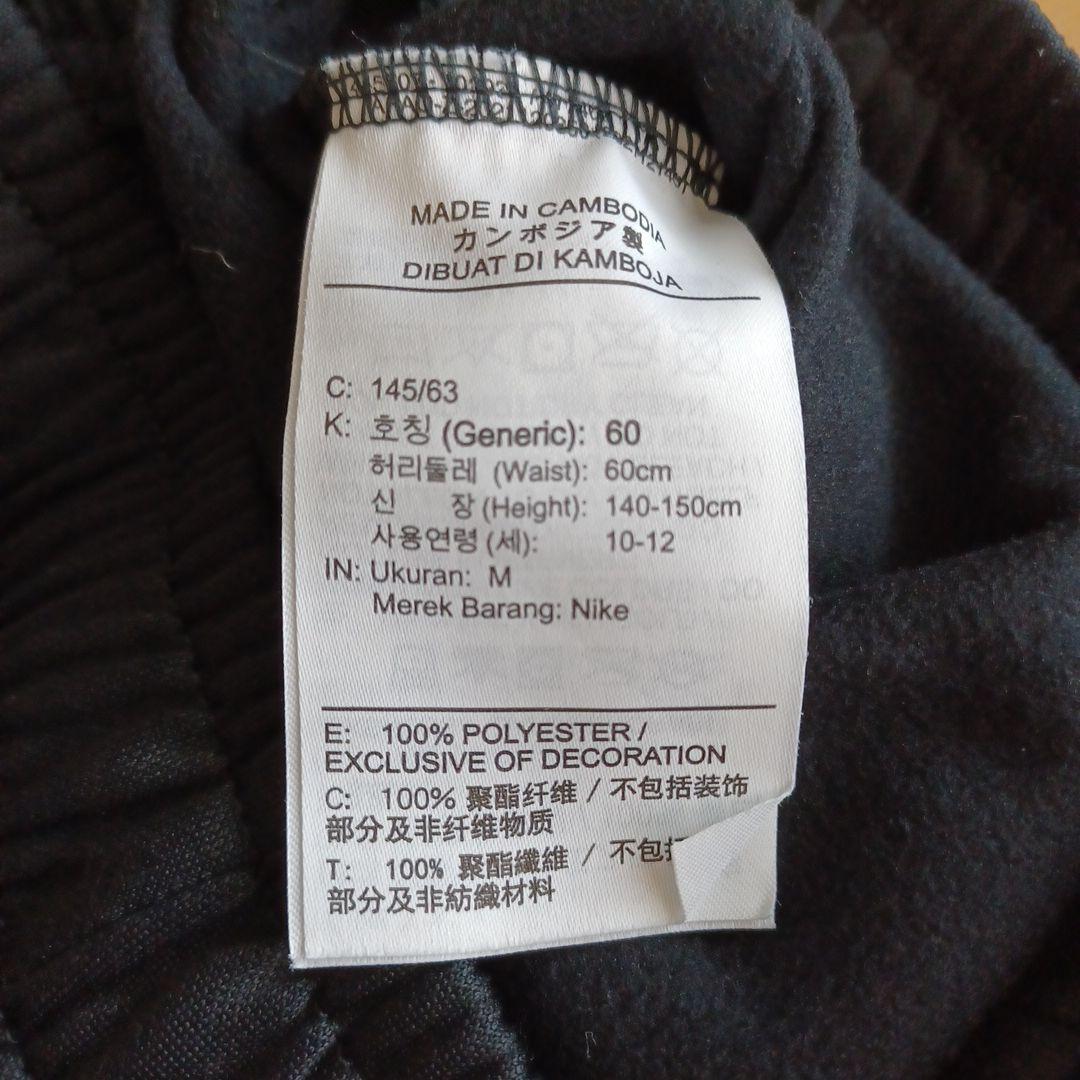 MADE IN CAMBODIA
カンボジア製
DIBUAT DI KAMBOJA
C: 145/63
K: 호칭 (Generic): 60
허리둘레 (Waist): 60cm
신 장 (Height): 140-150cm
사용연령 (세): 10-12
IN: Ukuran: M
Merek Barang: Nike
E: 100% POLYESTER /
EXCLUSIVE OF DECORATION
C: 100% 聚酯纤维 / 不包括装饰
部分及非纤维物质
T: 100% 聚酯纖維 / 不包
部分及非紡織材料